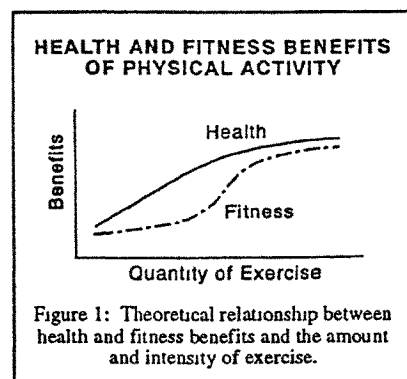 HEALTH AND FITNESS BENEFITS
OF PHYSICAL ACTIVITY
Health
Benefits
Fitness
Quantity of Exercise
Figure 1: Theoretical relationship between
health and fitness benefits and the amount
and intensity of exercise.